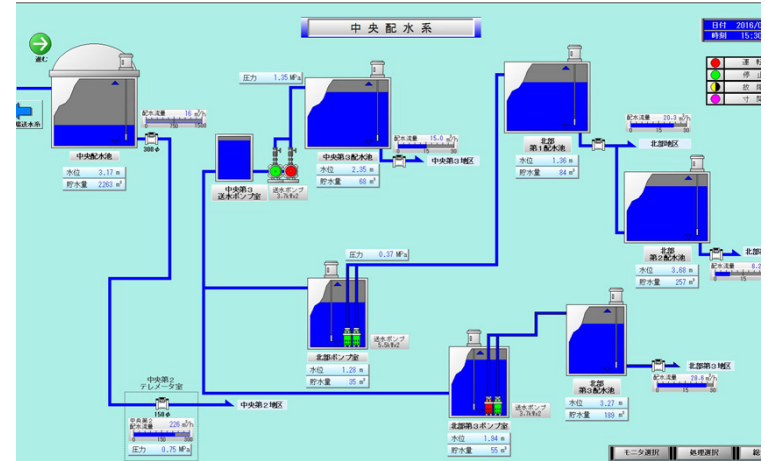 中央配水系
日付 2016/0
時刻 15:30
進む
運転
停止
配水流量 16 m³/h
0 750 1500
300φ
中央配水池
水位 3.17 m
貯水量 2263 m³
圧力 1.35 MPa
中央第3
送水ポンプ室
送水ポンプ
3.7kW×2
中央第3配水池
水位 2.35 m
貯水量 68 m³
配水流量 15.0 m³/h
0 15 30
中央第3地区
北部
第1配水池
水位 1.36 m
貯水量 84 m³
配水流量 20.3 m³/h
0 15 30
北部地区
北部
第2配水池
水位 3.68 m
貯水量 257 m³
北部
配水流量
0 15
圧力 0.37 MPa
送水ポンプ
5.5kW×2
北部ポンプ室
水位 1.28 m
貯水量 35 m³
北部
第3配水池
水位 3.27 m
貯水量 189 m³
北部第3地区
配水流量
0 15 30
送水ポンプ
3.7kW×2
北部第3ポンプ室
水位 1.94 m
貯水量 55 m³
中央第2
テレメータ室
150φ
中央第2地区
中央第2
配水流量 226 m³/h
0 150 300
圧力 0.75 MPa
モニタ選択
処理選択
総